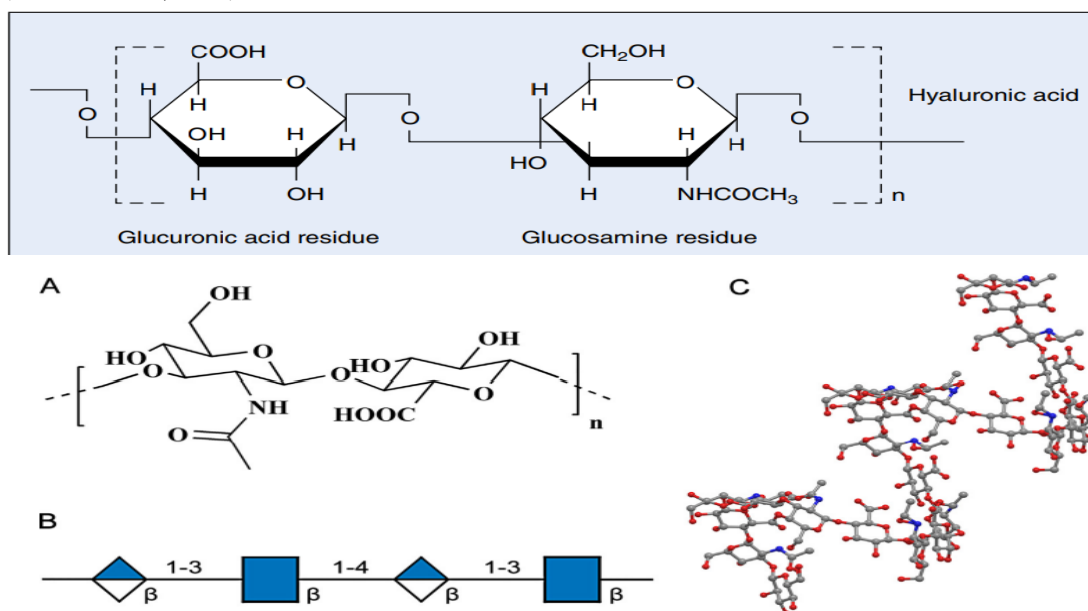 COOH
CH₂OH
O
O
Hyaluronic acid
H
H
H
H
O
OH
H
H
O
H
O
H
HO
H
OH
H
NHCOCH₃
n
Glucuronic acid residue
Glucosamine residue
A
C
OH
OH
HO
O
HO
O
O
O
NH
HOOC
O
n
B
1-3
1-4
1-3
β
β
β
β